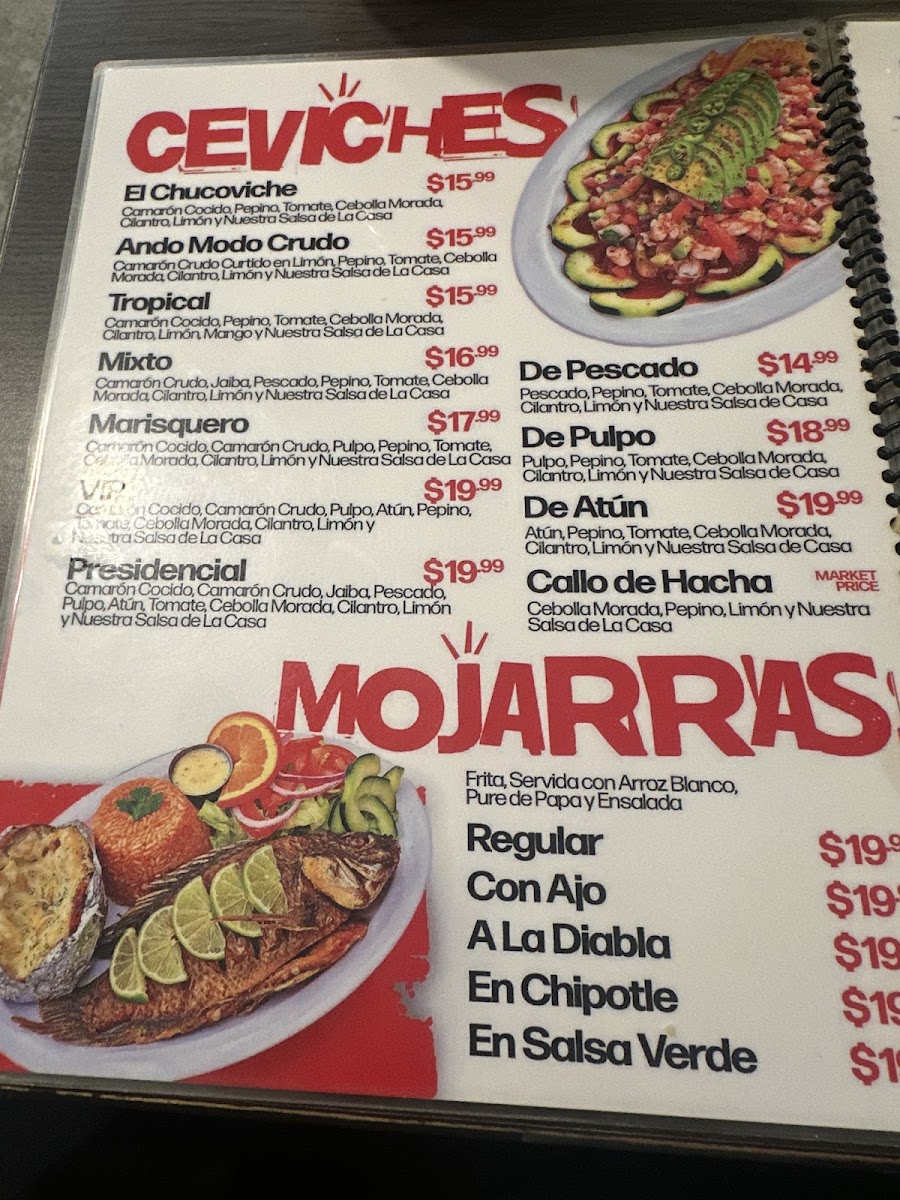 CEVICHES
El Chucoviche $15.99
Camarón Cocido, Pepino, Tomate, Cebolla Morada,
Cilantro, Limón y Nuestra Salsa de La Casa
Ando Modo Crudo $15.99
Camarón Crudo Curtido en Limón, Pepino, Tomate, Cebolla
Morada, Cilantro, Limón y Nuestra Salsa de La Casa
Tropical $15.99
Camarón Cocido, Pepino, Tomate, Cebolla Morada,
Cilantro, Limón, Mango y Nuestra Salsa de La Casa
Mixto $16.99
Camarón Crudo, Jaiba, Pescado, Pepino, Tomate, Cebolla
Morada, Cilantro, Limón y Nuestra Salsa de La Casa
Marisquero $17.99
Camarón Cocido, Camarón Crudo, Pulpo, Pepino, Tomate,
Cebolla Morada, Cilantro, Limón y Nuestra Salsa de La Casa
VIP $19.99
Camarón Cocido, Camarón Crudo, Pulpo, Atún, Pepino,
Tomate, Cebolla Morada, Cilantro, Limón y
Nuestra Salsa de La Casa
Presidencial $19.99
Camarón Cocido, Camarón Crudo, Jaiba, Pescado,
Pulpo, Atún, Tomate, Cebolla Morada, Cilantro, Limón
y Nuestra Salsa de La Casa
De Pescado $14.99
Pescado, Pepino, Tomate, Cebolla Morada,
Cilantro, Limón y Nuestra Salsa de Casa
De Pulpo $18.99
Pulpo, Pepino, Tomate, Cebolla Morada,
Cilantro, Limón y Nuestra Salsa de Casa
De Atún $19.99
Atún, Pepino, Tomate, Cebolla Morada,
Cilantro, Limón y Nuestra Salsa de Casa
Callo de Hacha MARKET
PRICE
Cebolla Morada, Pepino, Limón y Nuestra
Salsa de La Casa
MOJARRAS
Frita, Servida con Arroz Blanco,
Pure de Papa y Ensalada
Regular $19
Con Ajo $19
A La Diabla $19
En Chipotle $19
En Salsa Verde